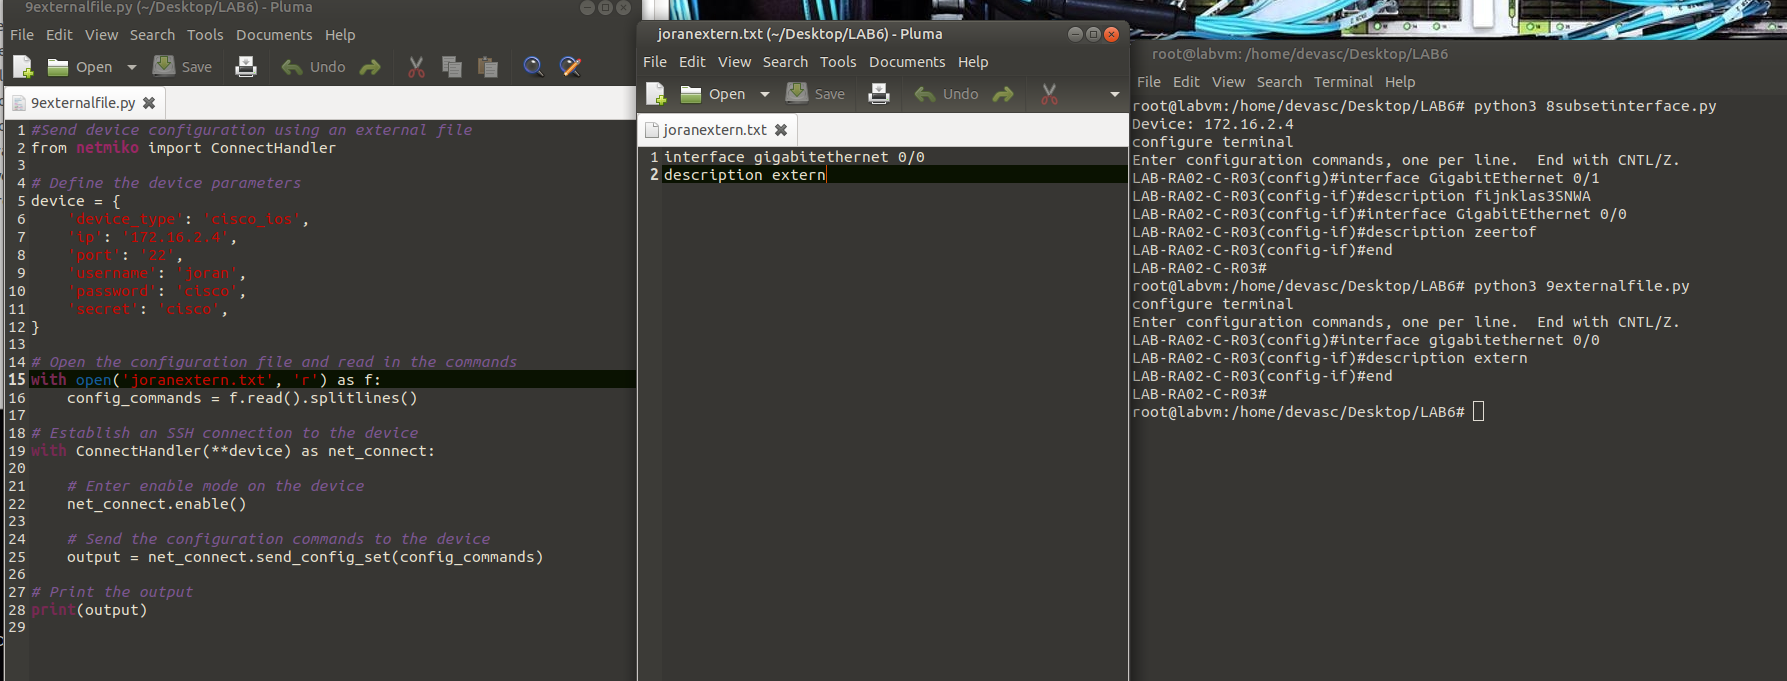 9externalfile.py (~/Desktop/LAB6) - Pluma
File Edit View Search Tools Documents Help
Open Save Undo
9externalfile.py
1 #Send device configuration using an external file
2 from netmiko import ConnectHandler
3
4 # Define the device parameters
5 device = {
6     'device_type': 'cisco_ios',
7     'ip': '172.16.2.4',
8     'port': '22',
9     'username': 'joran',
10     'password': 'cisco',
11     'secret': 'cisco',
12 }
13
14 # Open the configuration file and read in the commands
15 with open('joranextern.txt', 'r') as f:
16     config_commands = f.read().splitlines()
17
18 # Establish an SSH connection to the device
19 with ConnectHandler(**device) as net_connect:
20
21     # Enter enable mode on the device
22     net_connect.enable()
23
24     # Send the configuration commands to the device
25     output = net_connect.send_config_set(config_commands)
26
27 # Print the output
28 print(output)
29
joranextern.txt (~/Desktop/LAB6) - Pluma
File Edit View Search Tools Documents Help
Open Save Undo
joranextern.txt
1 interface gigabitethernet 0/0
2 description extern
root@labvm: /home/devasc/Desktop/LAB6
File Edit View Search Terminal Help
root@labvm:/home/devasc/Desktop/LAB6# python3 8subsetinterface.py
Device: 172.16.2.4
configure terminal
Enter configuration commands, one per line.  End with CNTL/Z.
LAB-RA02-C-R03(config)#interface GigabitEthernet 0/1
LAB-RA02-C-R03(config-if)#description fijnklas3SNWA
LAB-RA02-C-R03(config-if)#interface GigabitEthernet 0/0
LAB-RA02-C-R03(config-if)#description zeertof
LAB-RA02-C-R03(config-if)#end
LAB-RA02-C-R03#
root@labvm:/home/devasc/Desktop/LAB6# python3 9externalfile.py
configure terminal
Enter configuration commands, one per line.  End with CNTL/Z.
LAB-RA02-C-R03(config)#interface gigabitethernet 0/0
LAB-RA02-C-R03(config-if)#description extern
LAB-RA02-C-R03(config-if)#end
LAB-RA02-C-R03#
root@labvm:/home/devasc/Desktop/LAB6#